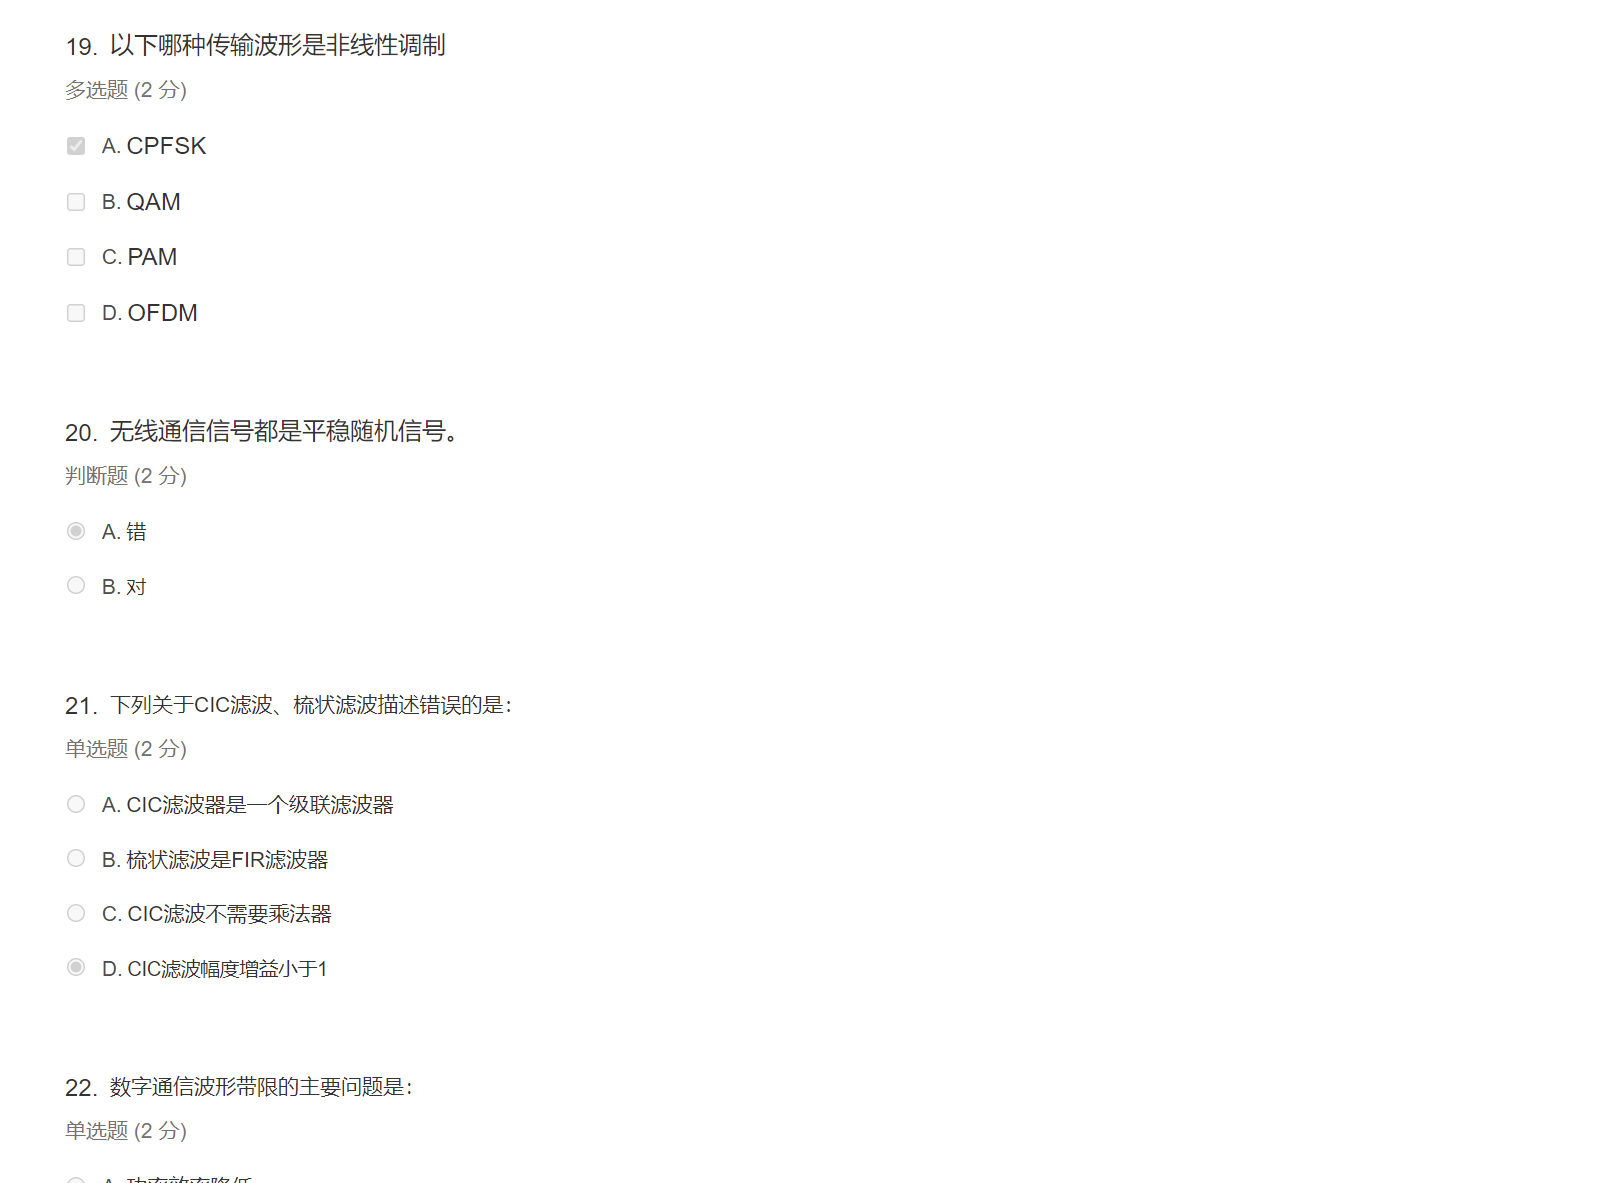 19. 以下哪种传输波形是非线性调制
多选题 (2 分)
A. CPFSK
B. QAM
C. PAM
D. OFDM
20. 无线通信信号都是平稳随机信号。
判断题 (2 分)
A. 错
B. 对
21. 下列关于CIC滤波、梳状滤波描述错误的是：
单选题 (2 分)
A. CIC滤波器是一个级联滤波器
B. 梳状滤波是FIR滤波器
C. CIC滤波不需要乘法器
D. CIC滤波幅度增益小于1
22. 数字通信波形带限的主要问题是：
单选题 (2 分)
A. 功率效率降低